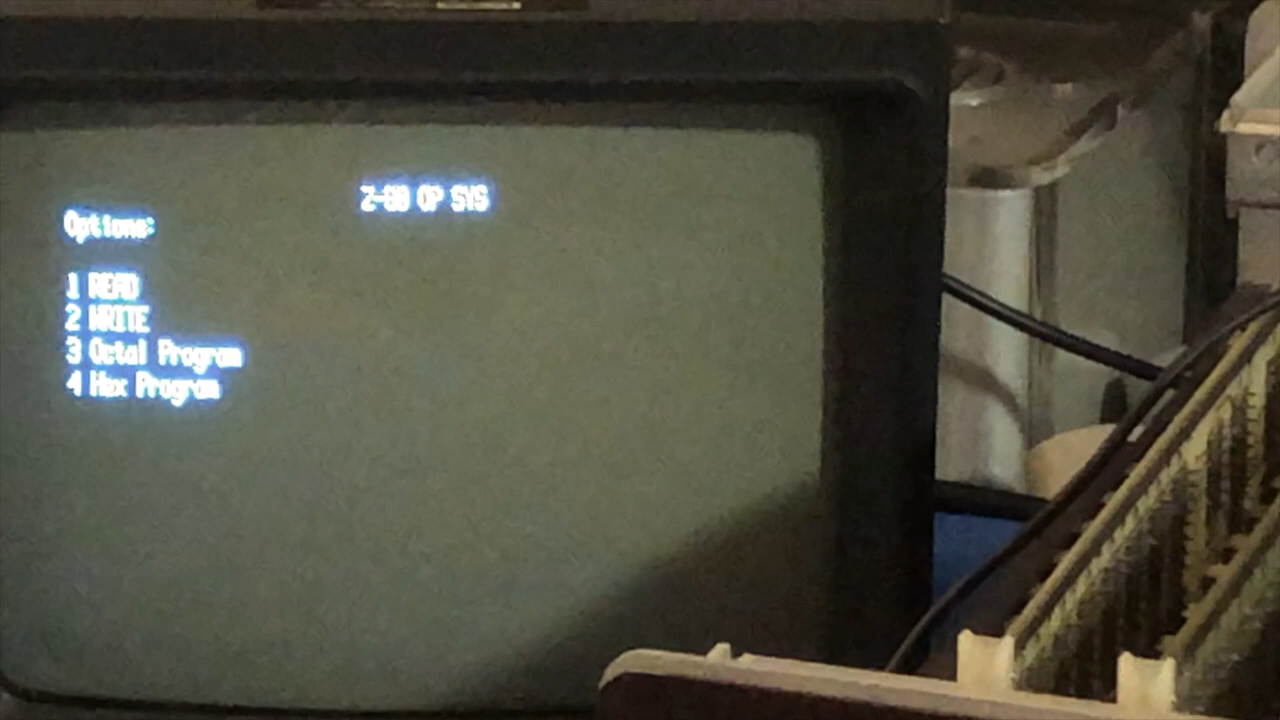 Z-80 OP SYS
Options:
1 READ
2 WRITE
3 Octal Program
4 Hex Program